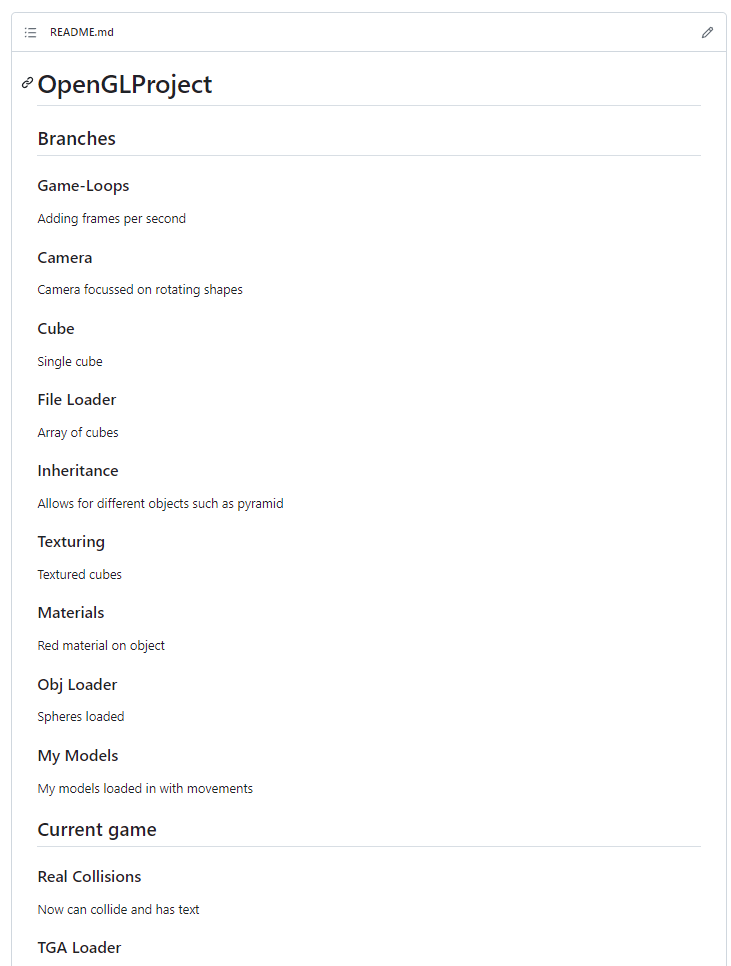 README.md
OpenGLProject
Branches
Game-Loops
Adding frames per second
Camera
Camera focussed on rotating shapes
Cube
Single cube
File Loader
Array of cubes
Inheritance
Allows for different objects such as pyramid
Texturing
Textured cubes
Materials
Red material on object
Obj Loader
Spheres loaded
My Models
My models loaded in with movements
Current game
Real Collisions
Now can collide and has text
TGA Loader